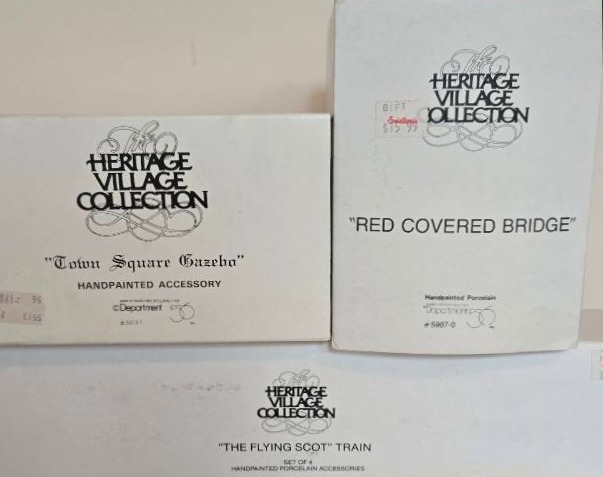 The
HERITAGE
VILLAGE
COLLECTION
"Town Square Gazebo"
HANDPAINTED ACCESSORY
©Department 56
The
HERITAGE
VILLAGE
COLLECTION
GIFT
$15.99
"RED COVERED BRIDGE"
Handpainted Porcelain
Department 56
#5987-0
The
HERITAGE
VILLAGE
COLLECTION
"THE FLYING SCOT" TRAIN
SET OF 4
HANDPAINTED PORCELAIN ACCESSORIES